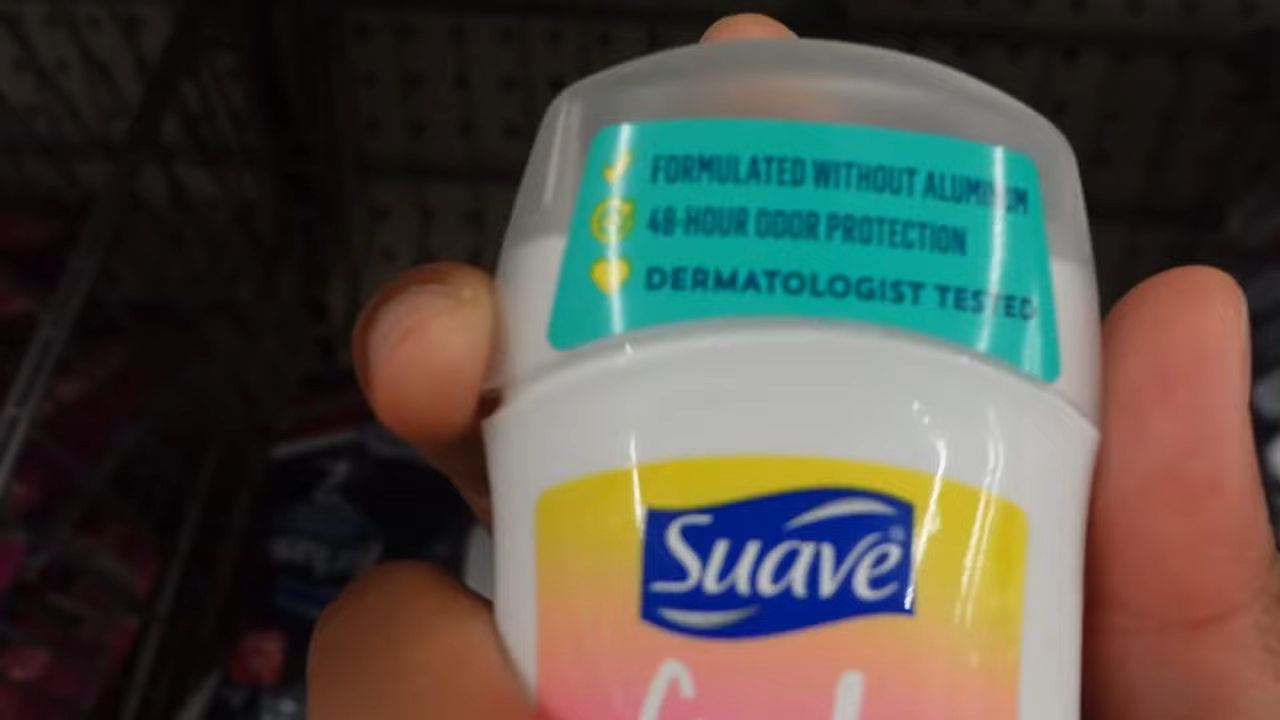 FORMULATED WITHOUT ALUMINUM
48-HOUR ODOR PROTECTION
DERMATOLOGIST TESTED
Suave